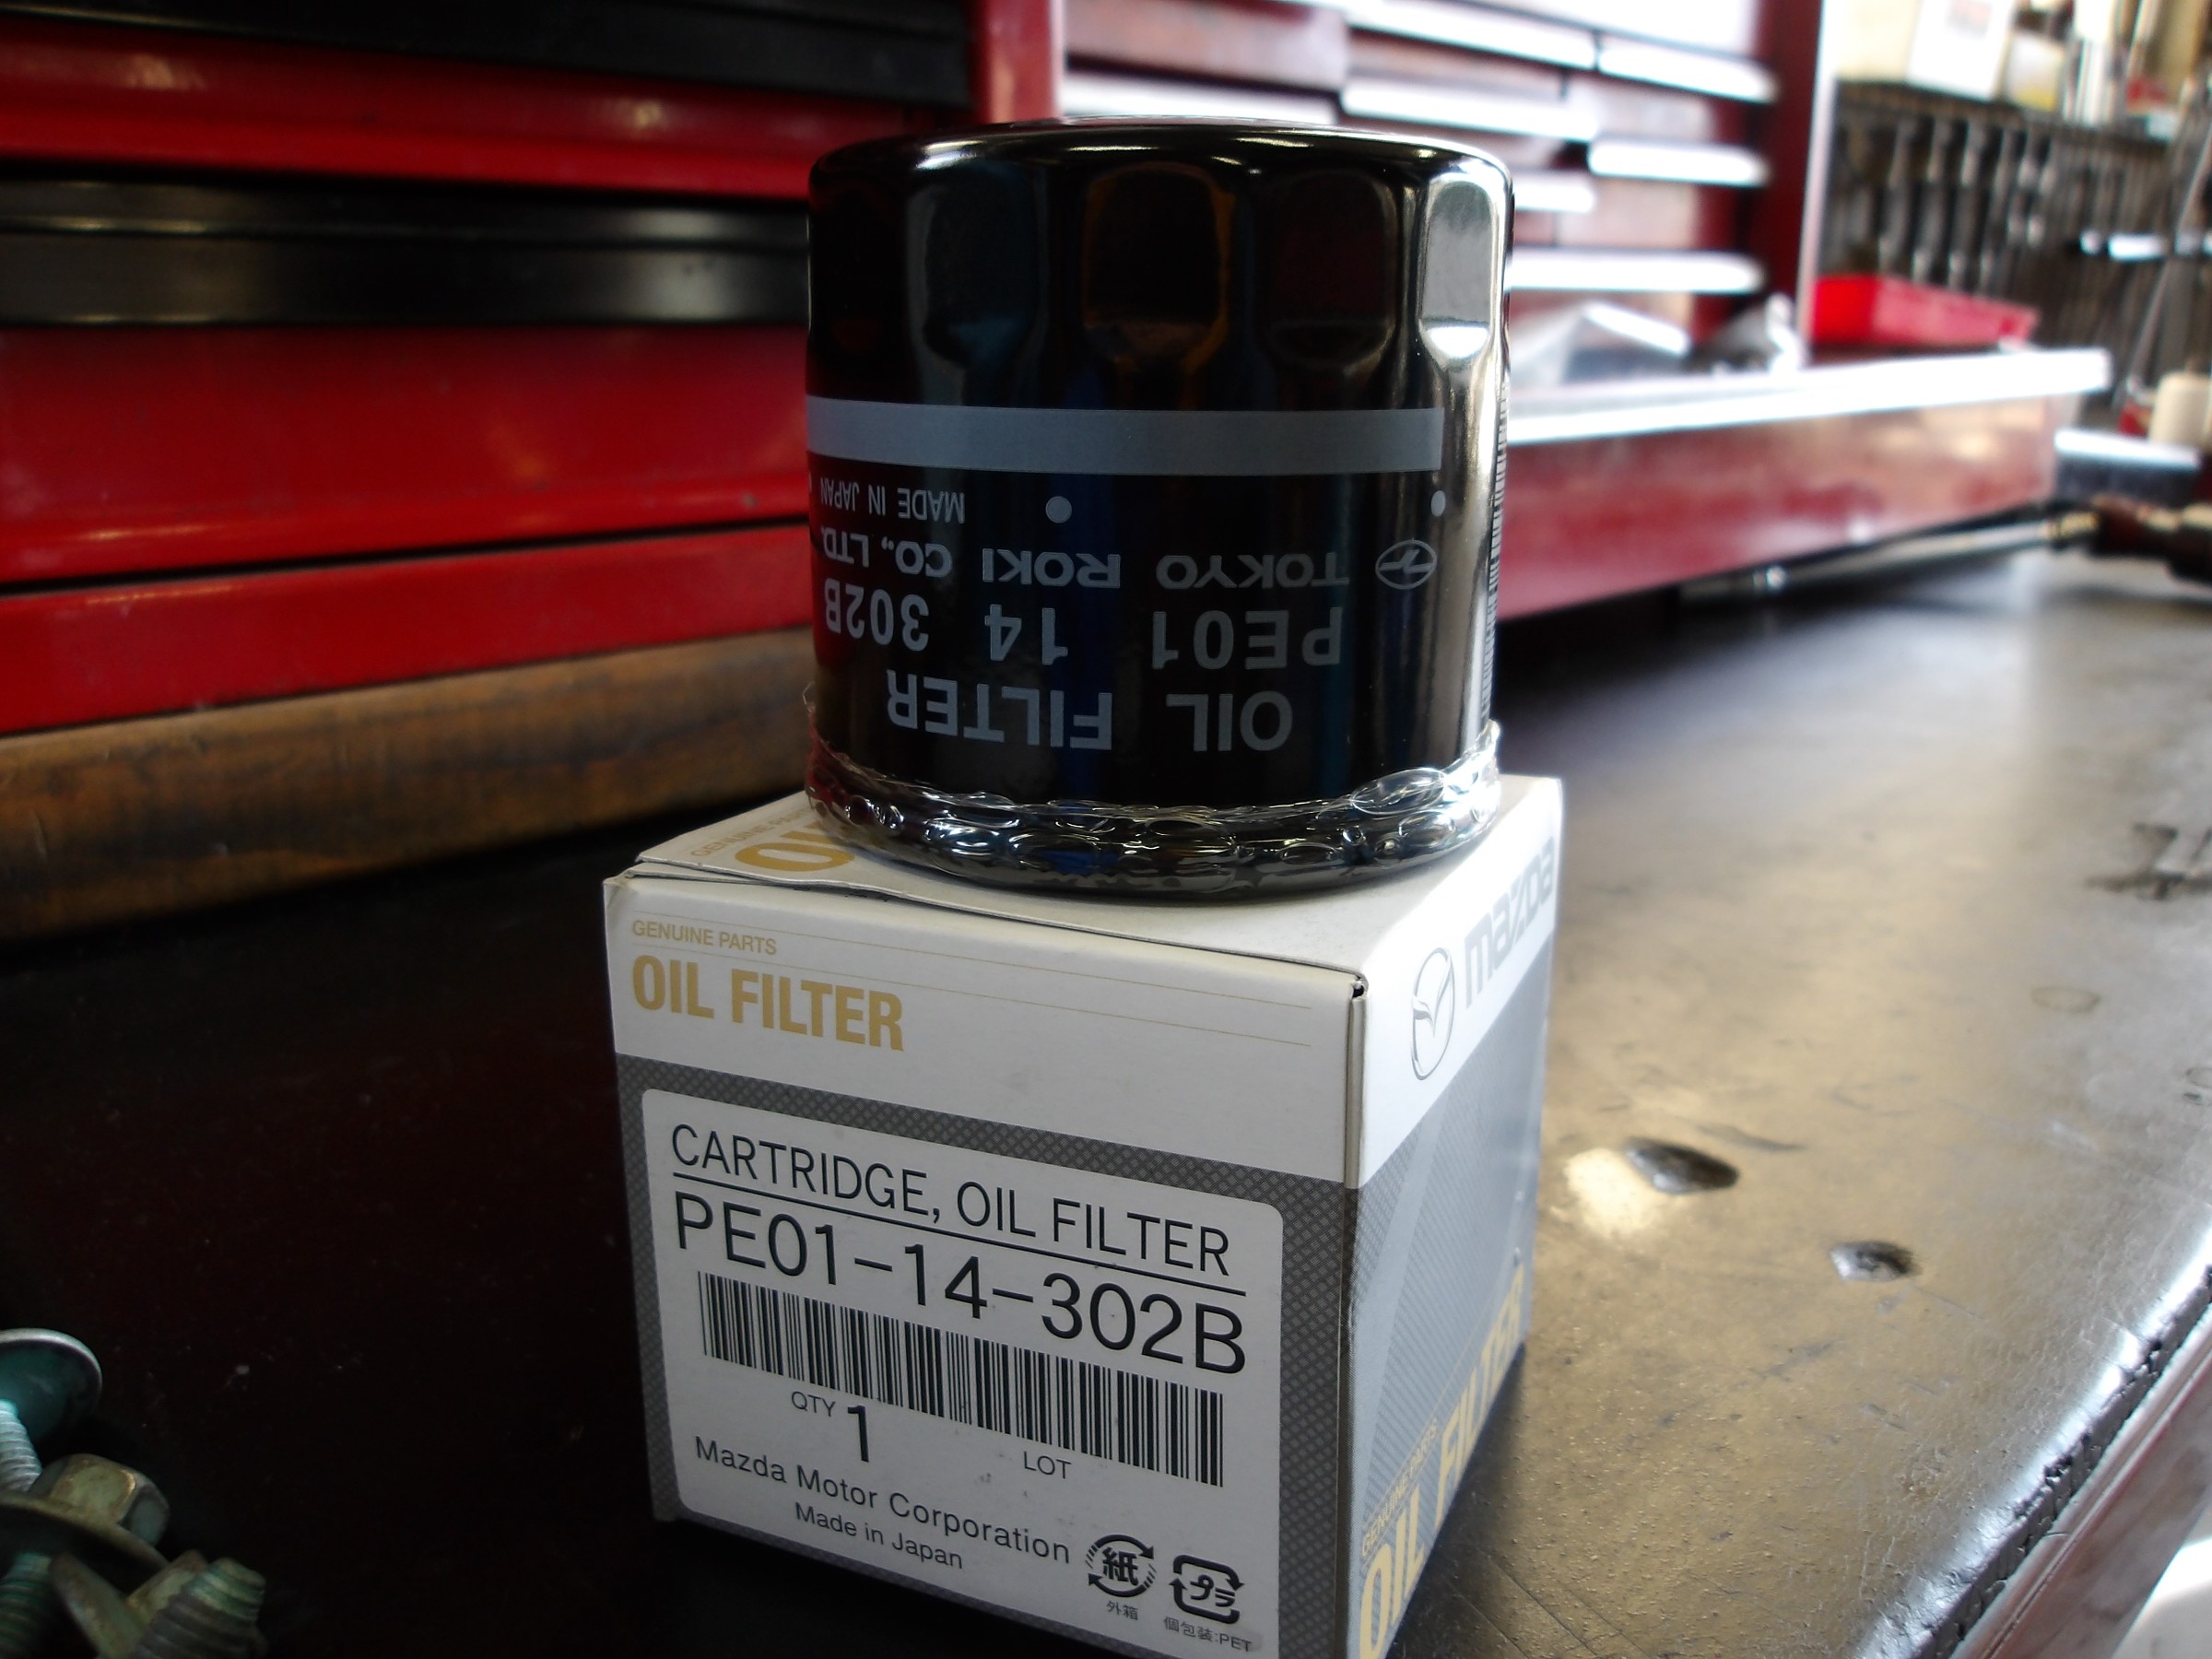 OIL FILTER
PE01 14 302B
TOKYO ROKI CO., LTD.
MADE IN JAPAN
GENUINE PARTS
GENUINE PARTS
OIL FILTER
mazda
CARTRIDGE, OIL FILTER
PE01-14-302B
QTY 1
LOT
Mazda Motor Corporation
Made in Japan
紙
外箱
プラ
個包装:PET
GENUINE PARTS
OIL FILTER